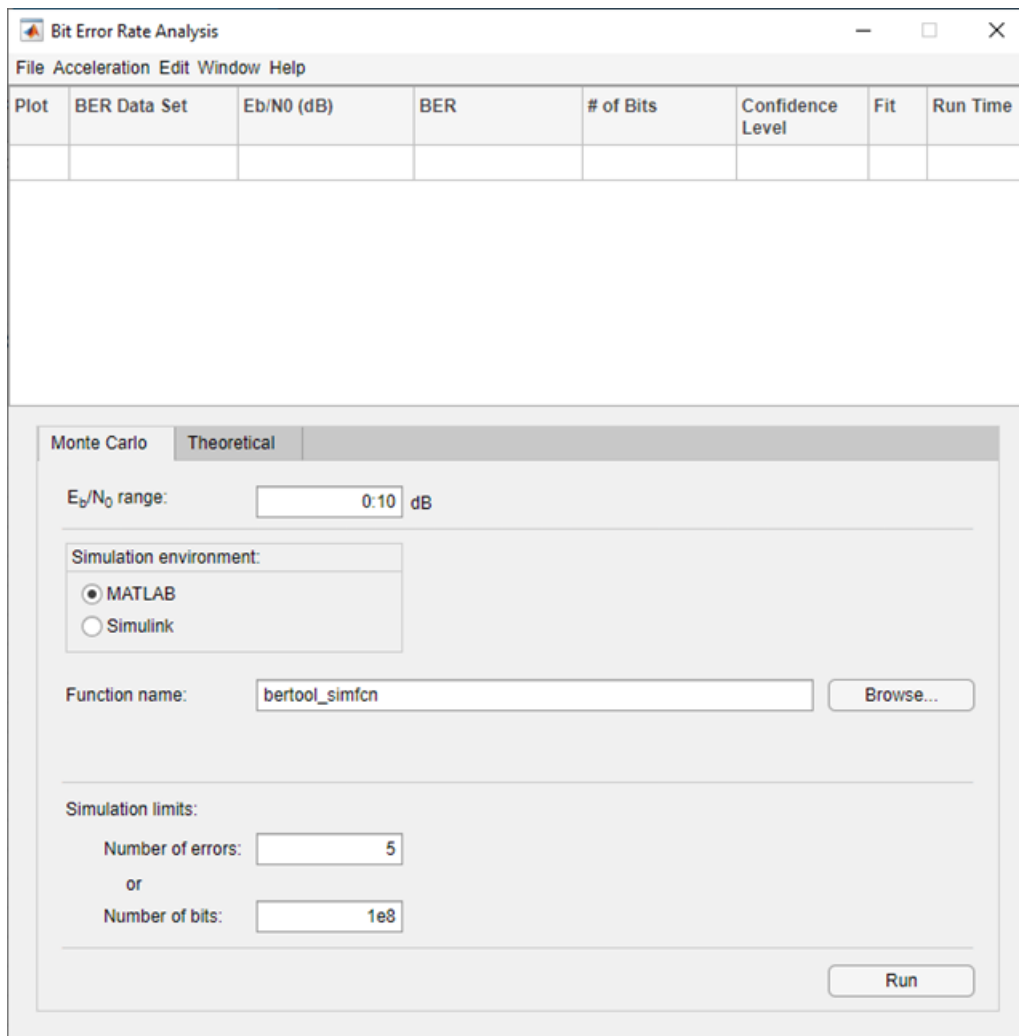 Bit Error Rate Analysis
File Acceleration Edit Window Help
Plot BER Data Set Eb/N0 (dB) BER # of Bits Confidence Level Fit Run Time
Monte Carlo Theoretical
Eb/N0 range: 0:10 dB
Simulation environment:
MATLAB
Simulink
Function name: bertool_simfcn Browse...
Simulation limits:
Number of errors: 5
or
Number of bits: 1e8
Run